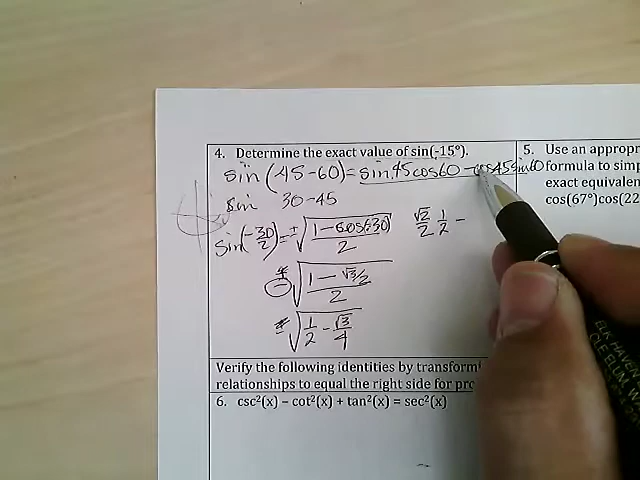 4. Determine the exact value of sin(-15°).
sin(45-60) = sin45cos60 - cos45sin60
sin 30-45
sin(-30/2) = ±√((1-cos(-30))/2)
√2/2 1/2 -
√((1-√3/2)/2)
√(1/2-√3/4)
5. Use an appropr
formula to simp
exact equivalen
cos(67°)cos(22
Verify the following identities by transformi
relationships to equal the right side for pro
6. csc²(x) – cot²(x) + tan²(x) = sec²(x)